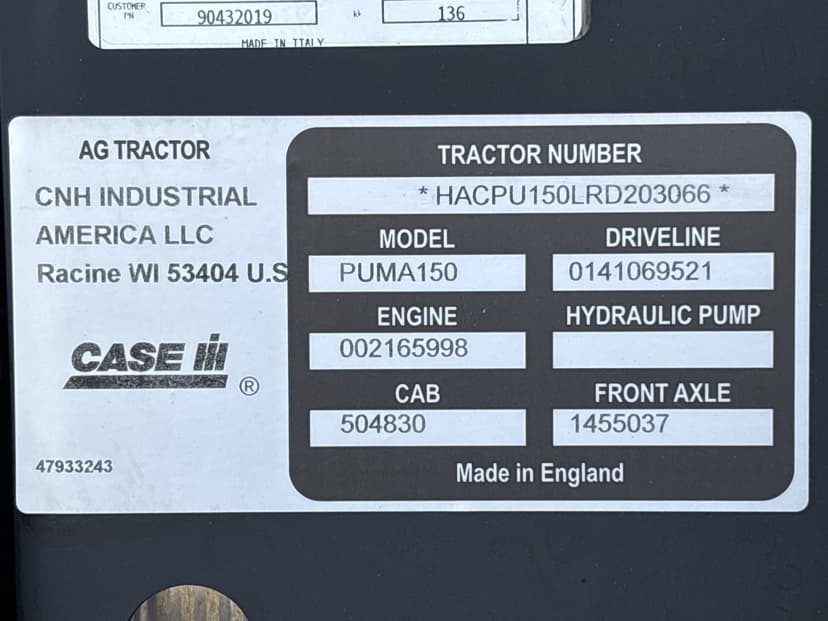 CUSTOMER
PN
90432019
136
MADE IN ITALY
AG TRACTOR
CNH INDUSTRIAL
AMERICA LLC
Racine WI 53404 U.S
CASE IH®
47933243
TRACTOR NUMBER
* HACPU150LRD203066 *
MODEL
DRIVELINE
PUMA150
0141069521
ENGINE
HYDRAULIC PUMP
002165998
CAB
FRONT AXLE
504830
1455037
Made in England